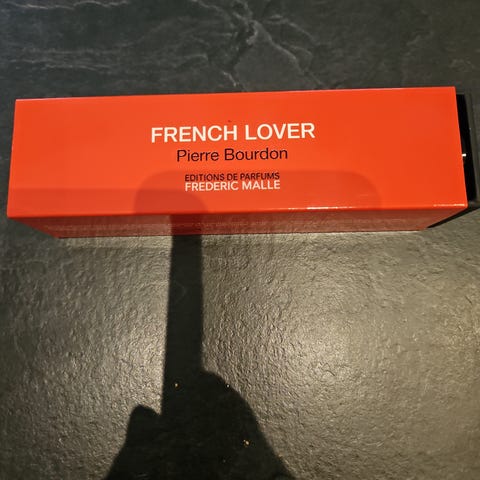 FRENCH LOVER
Pierre Bourdon
EDITIONS DE PARFUMS
FREDERIC MALLE